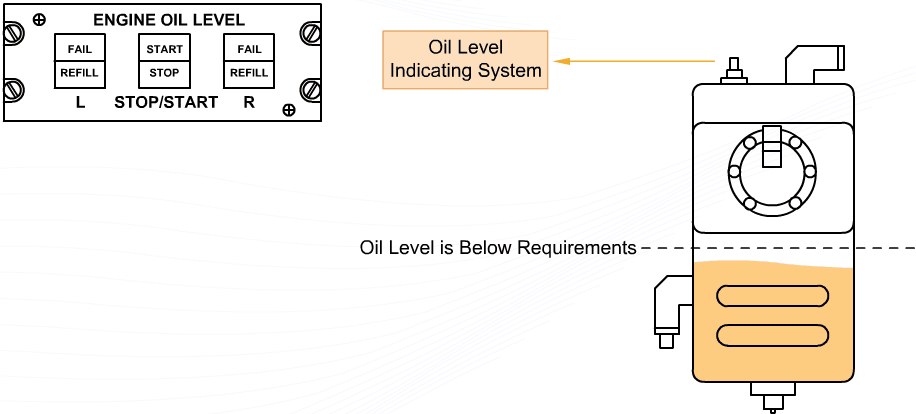 ENGINE OIL LEVEL
FAIL START FAIL
REFILL STOP REFILL
L STOP/START R
Oil Level
Indicating System
Oil Level is Below Requirements